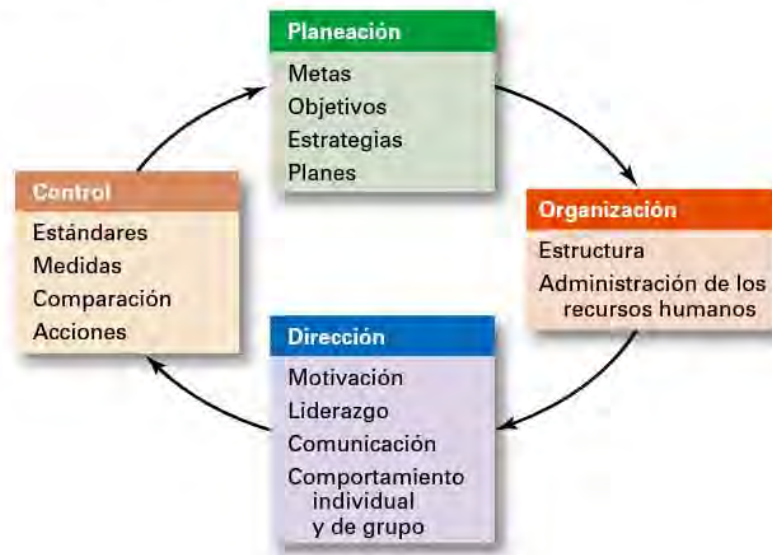 Planeación
Metas
Objetivos
Estrategias
Planes
Organización
Estructura
Administración de los
recursos humanos
Dirección
Motivación
Liderazgo
Comunicación
Comportamiento
individual
y de grupo
Control
Estándares
Medidas
Comparación
Acciones